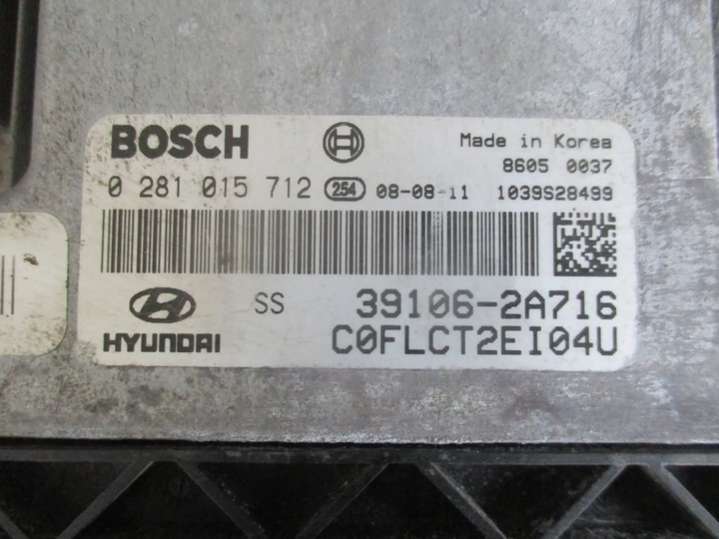 BOSCH
Made in Korea
8605 0037
0 281 015 712 254 08-08-11 1039S28499
SS 39106-2A716
HYUNDAI C0FLCT2EI04U